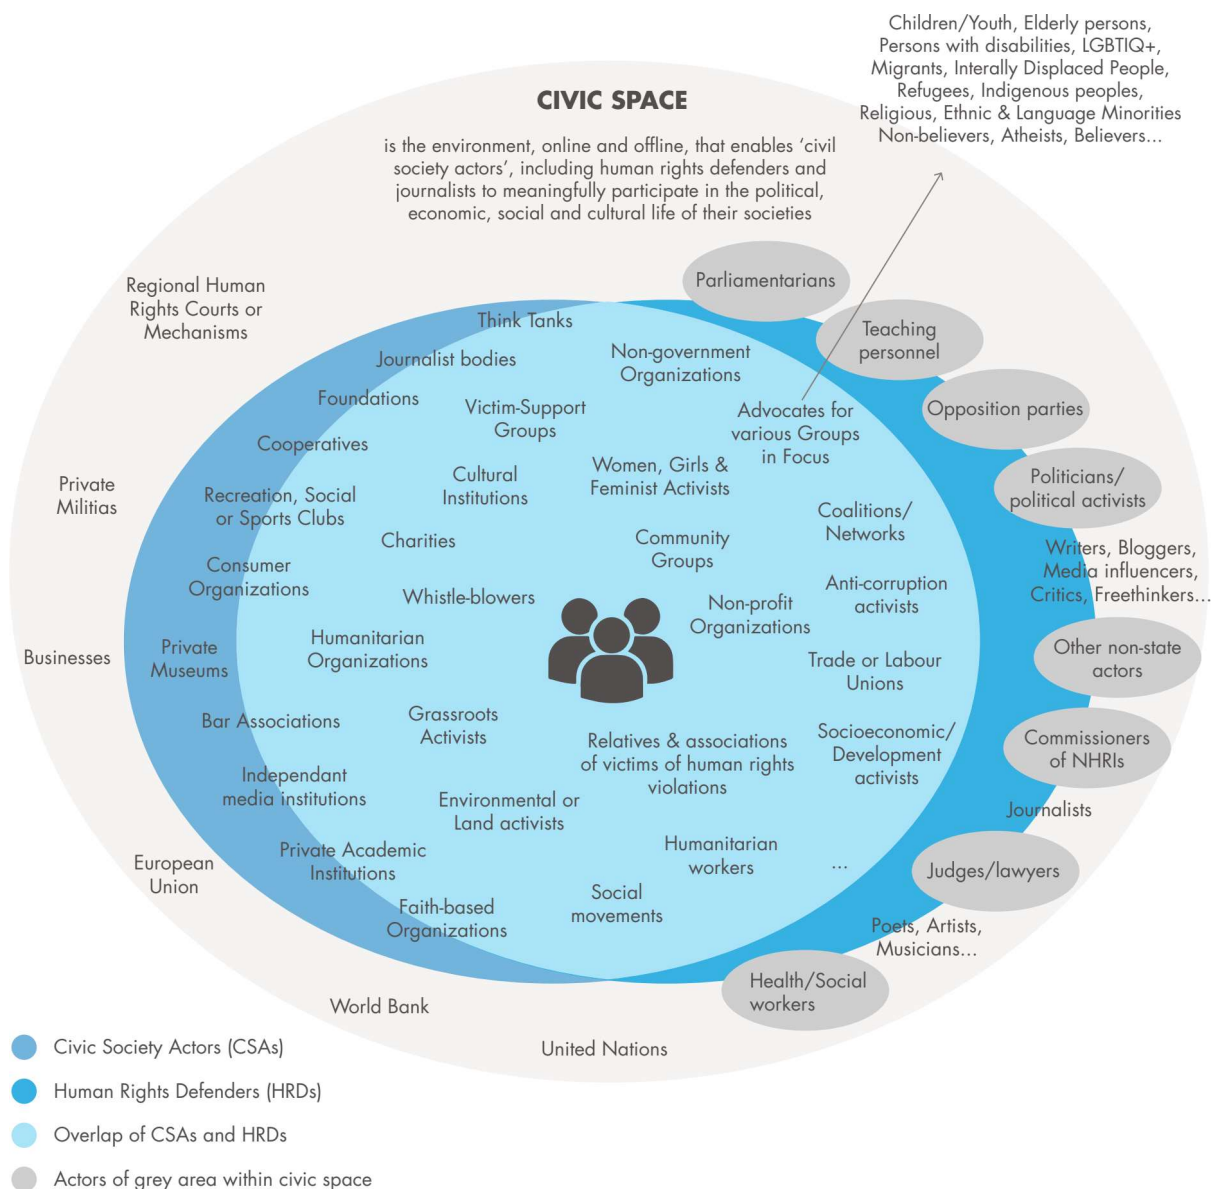 Children/Youth, Elderly persons,
Persons with disabilities, LGBTIQ+,
Migrants, Interally Displaced People,
Refugees, Indigenous peoples,
Religious, Ethnic & Language Minorities
Non-believers, Atheists, Believers...
CIVIC SPACE
is the environment, online and offline, that enables ‘civil
society actors’, including human rights defenders and
journalists to meaningfully participate in the political,
economic, social and cultural life of their societies
Regional Human
Rights Courts or
Mechanisms
Private
Militias
Businesses
European
Union
World Bank
United Nations
Think Tanks
Journalist bodies
Foundations
Cooperatives
Recreation, Social
or Sports Clubs
Consumer
Organizations
Private
Museums
Bar Associations
Independant
media institutions
Private Academic
Institutions
Faith-based
Organizations
Non-government
Organizations
Victim-Support
Groups
Advocates for
various Groups
in Focus
Cultural
Institutions
Women, Girls &
Feminist Activists
Coalitions/
Networks
Charities
Community
Groups
Whistle-blowers
Non-profit
Organizations
Anti-corruption
activists
Humanitarian
Organizations
Trade or Labour
Unions
Grassroots
Activists
Relatives & associations
of victims of human rights
violations
Socioeconomic/
Development
activists
Environmental or
Land activists
Humanitarian
workers
...
Social
movements
Parliamentarians
Teaching
personnel
Opposition parties
Politicians/
political activists
Writers, Bloggers,
Media influencers,
Critics, Freethinkers...
Other non-state
actors
Commissioners
of NHRIs
Journalists
Judges/lawyers
Poets, Artists,
Musicians...
Health/Social
workers
Civic Society Actors (CSAs)
Human Rights Defenders (HRDs)
Overlap of CSAs and HRDs
Actors of grey area within civic space